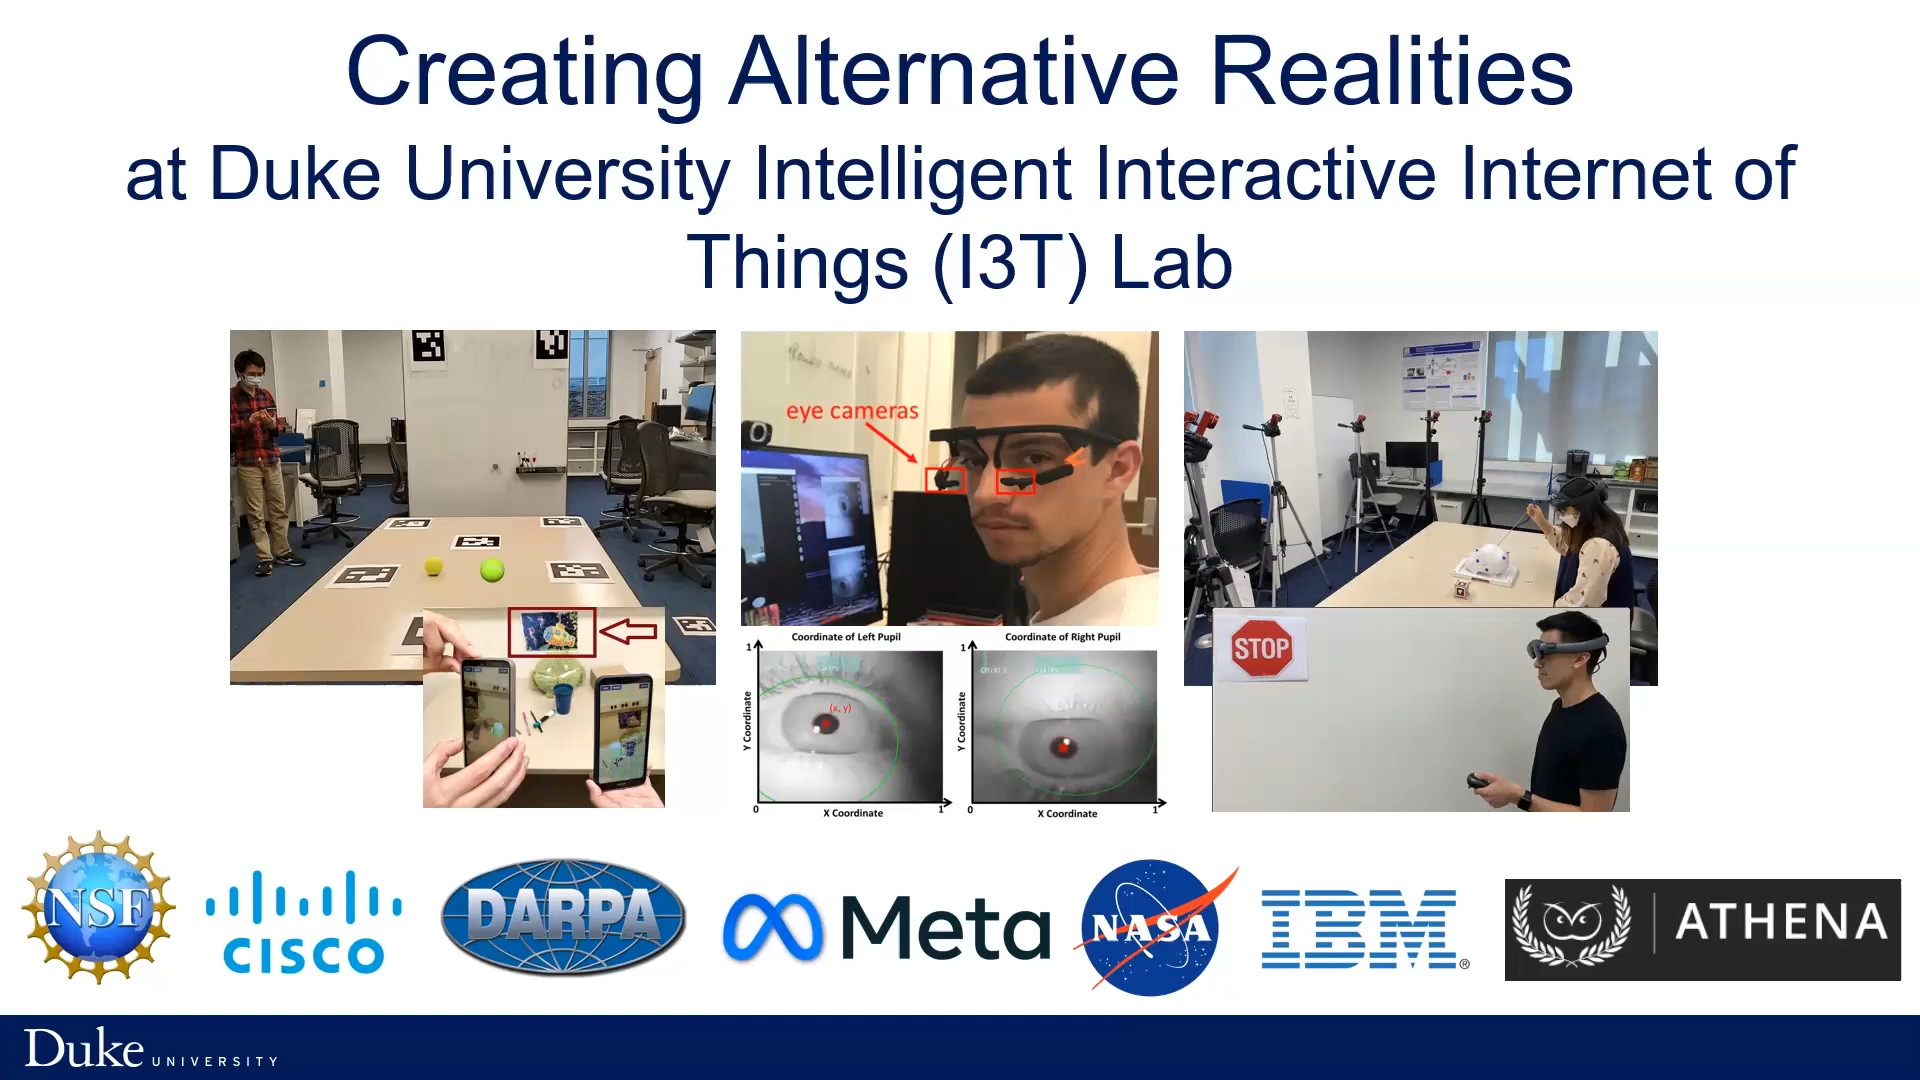 Creating Alternative Realities
at Duke University Intelligent Interactive Internet of
Things (I3T) Lab
eye cameras
STOP
Coordinate of Left Pupil
Coordinate of Right Pupil
1
Y Coordinate
(x, y)
0
X Coordinate
1
1
Y Coordinate
0
X Coordinate
1
NSF
CISCO
DARPA
Meta
NASA
IBM®
ATHENA
Duke UNIVERSITY